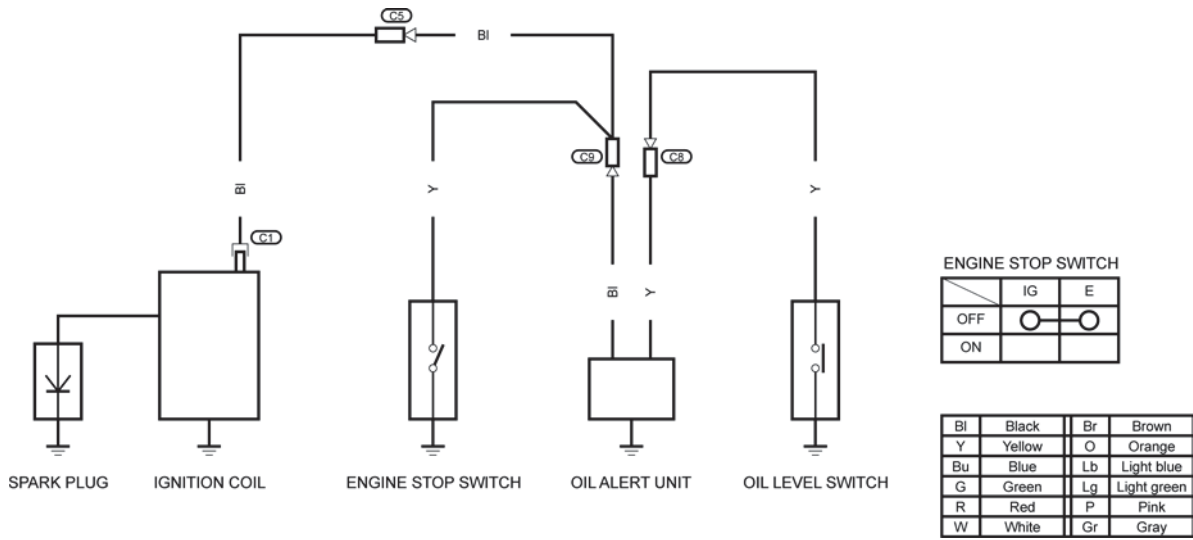 C5
Bl
C9
C8
Bl
Y
Y
C1
Bl
Y
ENGINE STOP SWITCH
IG E
OFF
ON
SPARK PLUG
IGNITION COIL
ENGINE STOP SWITCH
OIL ALERT UNIT
OIL LEVEL SWITCH
Bl Black Br Brown
Y Yellow O Orange
Bu Blue Lb Light blue
G Green Lg Light green
R Red P Pink
W White Gr Gray